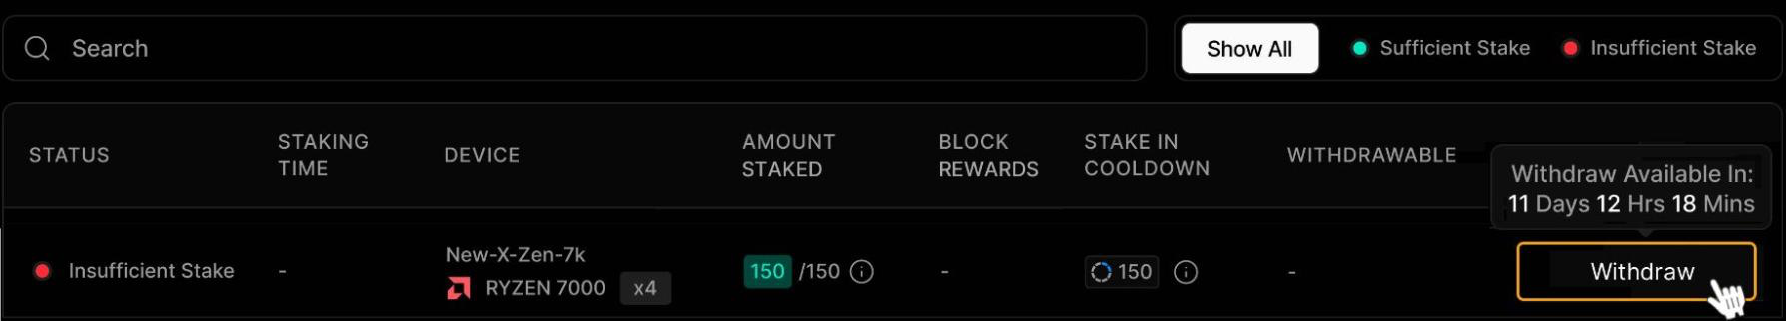 Search
Show All
Sufficient Stake
Insufficient Stake
STATUS
STAKING
TIME
DEVICE
AMOUNT
STAKED
BLOCK
REWARDS
STAKE IN
COOLDOWN
WITHDRAWABLE
Withdraw Available In:
11 Days 12 Hrs 18 Mins
Insufficient Stake
-
New-X-Zen-7k
RYZEN 7000 x4
150 /150
-
150
-
Withdraw